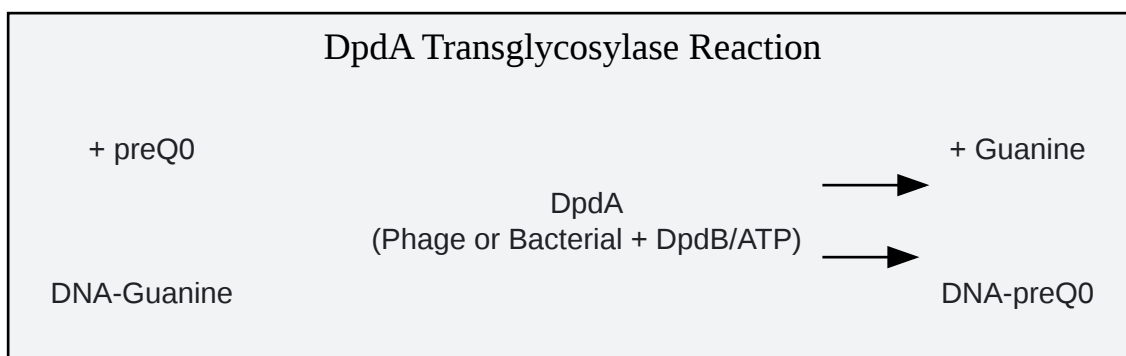 DpdA Transglycosylase Reaction
+ preQ0
+ Guanine
DpdA
(Phage or Bacterial + DpdB/ATP)
DNA-Guanine
DNA-preQ0